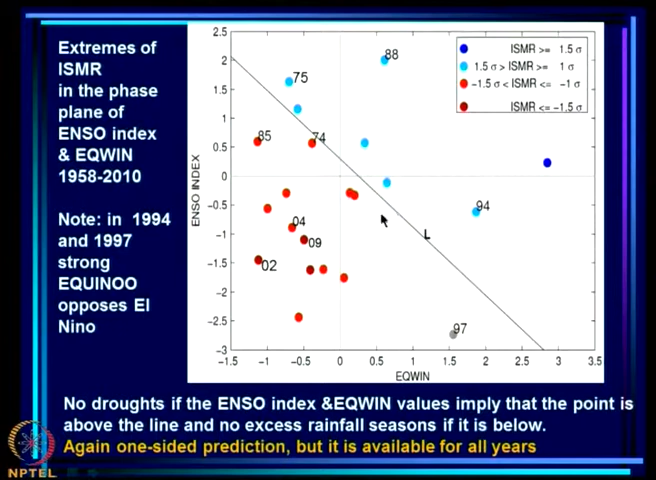 Extremes of
ISMR
in the phase
plane of
ENSO index
& EQWIN
1958-2010
Note: in 1994
and 1997
strong
EQUINOO
opposes El
Nino
ENSO INDEX
2.5
2
1.5
1
0.5
0
-0.5
-1
-1.5
-2
-2.5
-3
-1.5 -1 -0.5 0 0.5 1 1.5 2 2.5 3 3.5
EQWIN
ISMR >= 1.5 σ
1.5 σ > ISMR >= 1 σ
-1.5 σ < ISMR <= -1 σ
ISMR <= -1.5 σ
88
75
85
74
94
04
09
L
02
97
No droughts if the ENSO index &EQWIN values imply that the point is
above the line and no excess rainfall seasons if it is below.
Again one-sided prediction, but it is available for all years
NPTEL